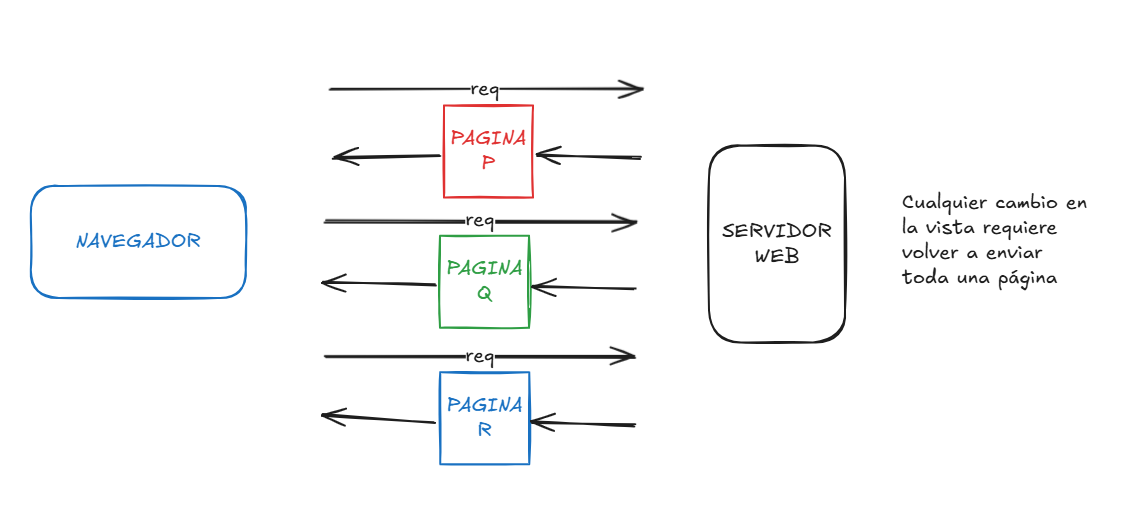 req
PAGINA
P
req
PAGINA
Q
req
PAGINA
R
NAVEGADOR
SERVIDOR
WEB
Cualquier cambio en
la vista requiere
volver a enviar
toda una página